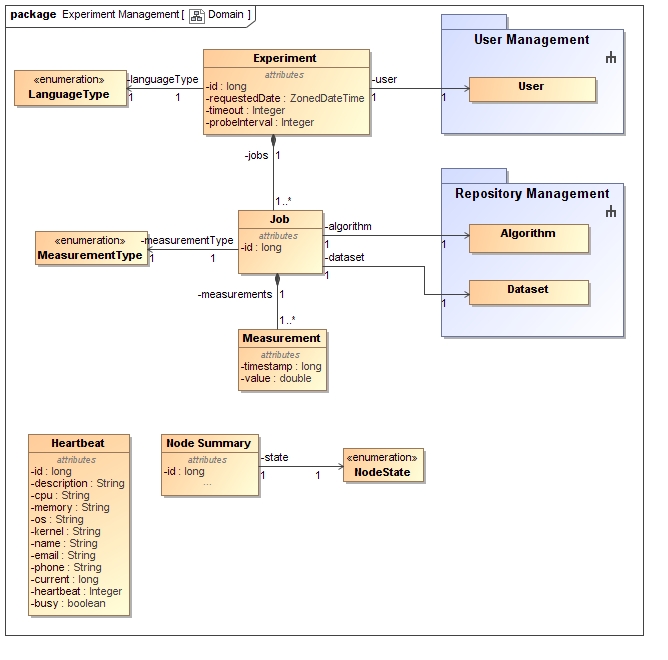 package Experiment Management [ Domain ]
User Management
User
Experiment
attributes
-id : long
-requestedDate : ZonedDateTime
-timeout : Integer
-probeInterval : Integer
«enumeration»
LanguageType
-languageType
1
1
-user
1
1
-jobs
1
1..*
Repository Management
Algorithm
Dataset
Job
attributes
-id : long
«enumeration»
MeasurementType
-measurementType
1
1
-algorithm
1
1
-dataset
1
1
-measurements
1
1..*
Measurement
attributes
-timestamp : long
-value : double
Heartbeat
attributes
-id : long
-description : String
-cpu : String
-memory : String
-os : String
-kernel : String
-name : String
-email : String
-phone : String
-current : long
-heartbeat : Integer
-busy : boolean
Node Summary
attributes
-id : long
...
-state
1
1
«enumeration»
NodeState